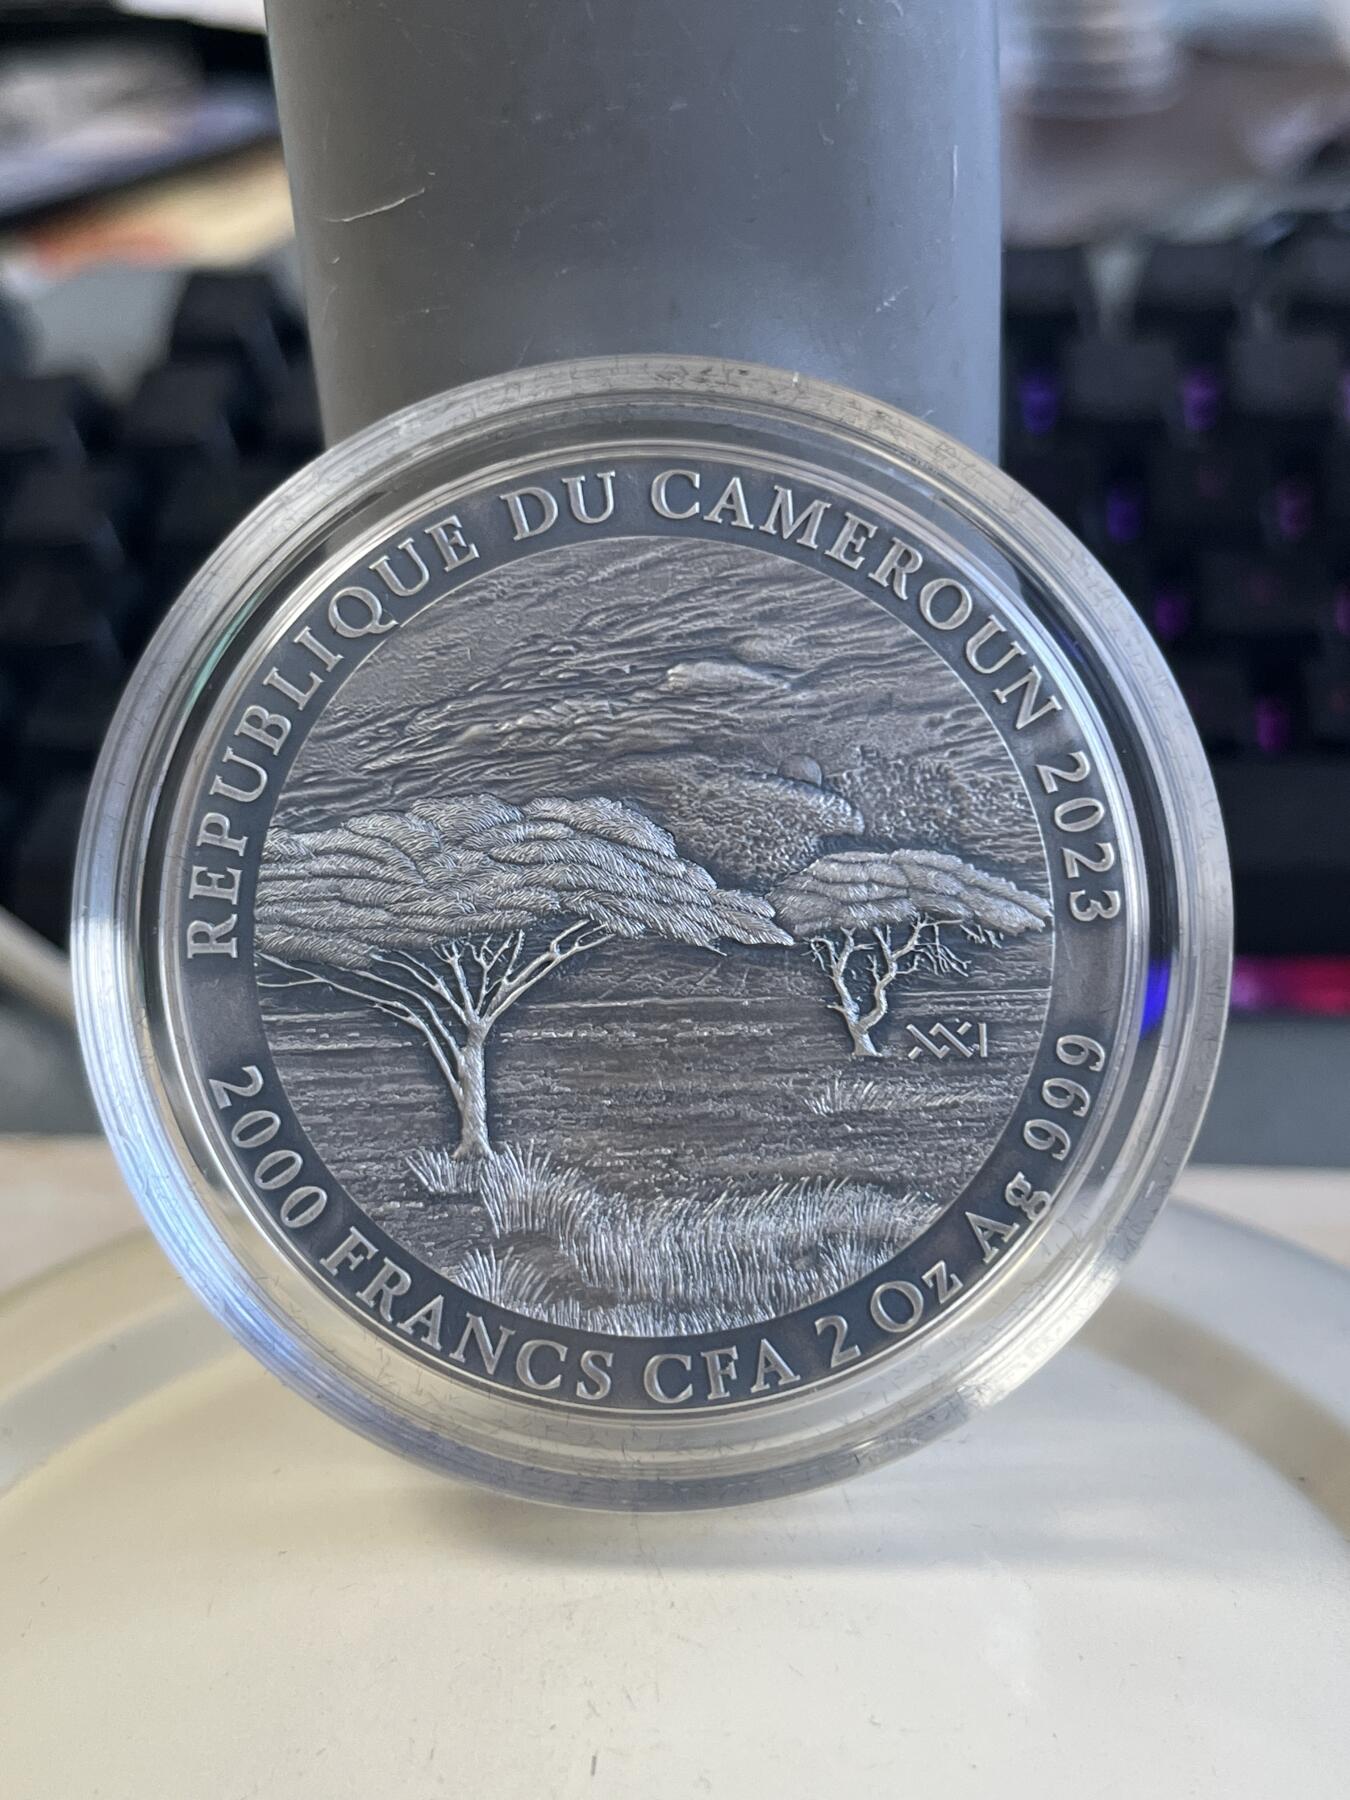 REPUBLIQUE DU CAMEROUN 2023
2000 FRANCS CFA 2 Oz Ag 999